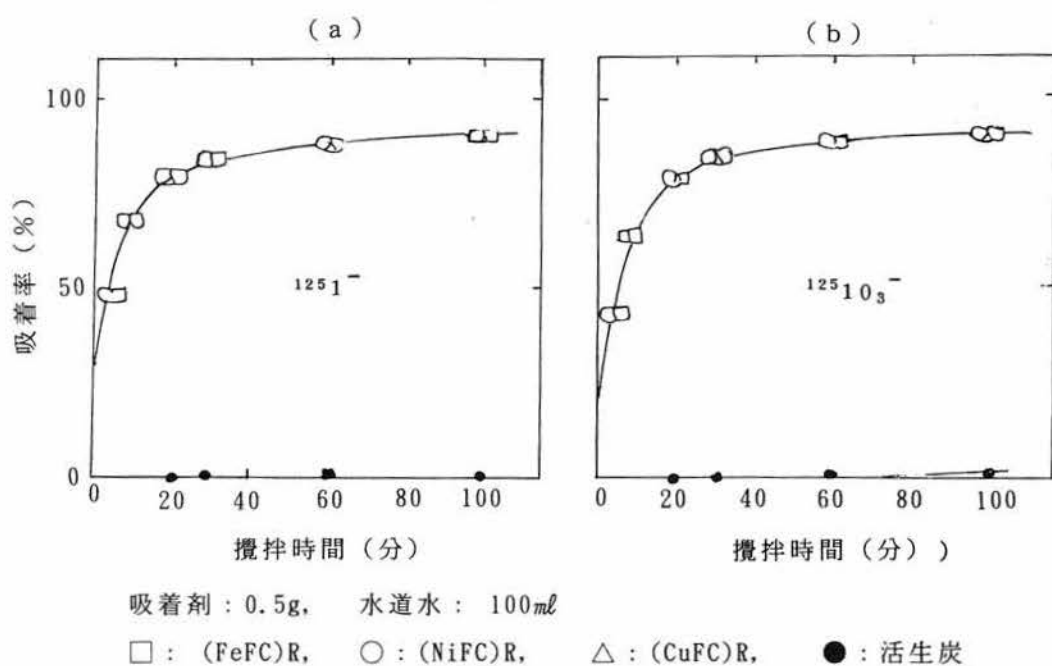 (a)
(b)
100
50
0
吸着率(%)
¹²⁵1⁻
¹²⁵10₃⁻
0 20 40 60 80 100
0 20 40 60 80 100
攪拌時間(分)
攪拌時間(分))
吸着剤:0.5g, 水道水: 100㎖
□: (FeFC)R, ○:(NiFC)R, △:(CuFC)R, ●:活生炭